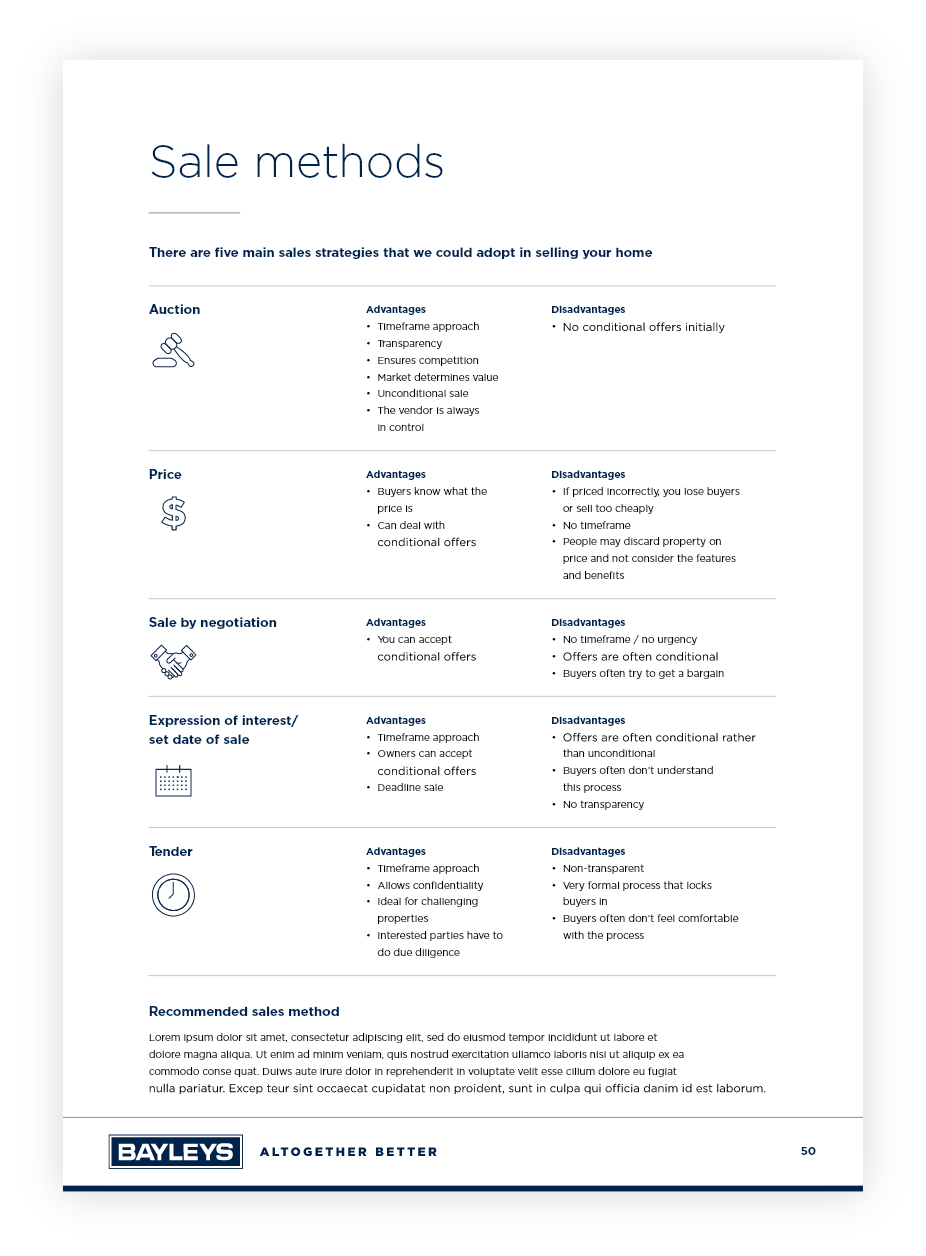 Sale methods
There are five main sales strategies that we could adopt in selling your home
Auction
Advantages
• Timeframe approach
• Transparency
• Ensures competition
• Market determines value
• Unconditional sale
• The vendor is always
in control
Disadvantages
• No conditional offers initially
Price
Advantages
• Buyers know what the
price is
• Can deal with
conditional offers
Disadvantages
• If priced incorrectly, you lose buyers
or sell too cheaply
• No timeframe
• People may discard property on
price and not consider the features
and benefits
Sale by negotiation
Advantages
• You can accept
conditional offers
Disadvantages
• No timeframe / no urgency
• Offers are often conditional
• Buyers often try to get a bargain
Expression of interest/
set date of sale
Advantages
• Timeframe approach
• Owners can accept
conditional offers
• Deadline sale
Disadvantages
• Offers are often conditional rather
than unconditional
• Buyers often don't understand
this process
• No transparency
Tender
Advantages
• Timeframe approach
• Allows confidentiality
• Ideal for challenging
properties
• Interested parties have to
do due diligence
Disadvantages
• Non-transparent
• Very formal process that locks
buyers in
• Buyers often don't feel comfortable
with the process
Recommended sales method
Lorem ipsum dolor sit amet, consectetur adipiscing elit, sed do eiusmod tempor incididunt ut labore et
dolore magna aliqua. Ut enim ad minim veniam, quis nostrud exercitation ullamco laboris nisi ut aliquip ex ea
commodo conse quat. Duiws aute irure dolor in reprehenderit in voluptate velit esse cillum dolore eu fugiat
nulla pariatur. Excep teur sint occaecat cupidatat non proident, sunt in culpa qui officia danim id est laborum.
BAYLEYS
ALTOGETHER BETTER
50